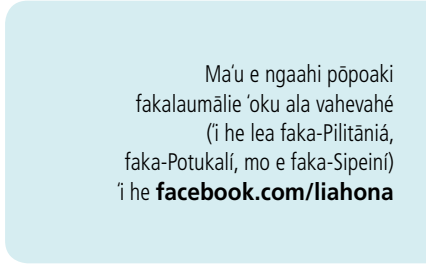 Maʻu e ngaahi pōpoaki
fakalaumālie ʻoku ala vahevahé
(ʻi he lea faka-Pilitāniá,
faka-Potukalí, mo e faka-Sipeiní)
ʻi he facebook.com/liahona